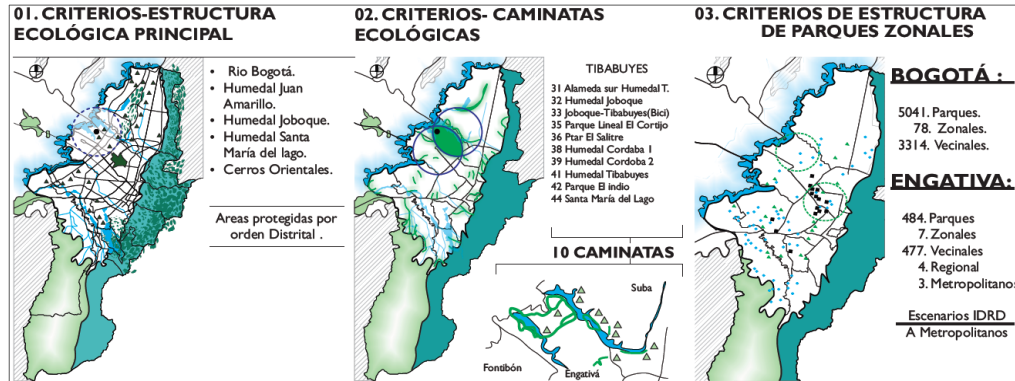 01. CRITERIOS-ESTRUCTURA
ECOLÓGICA PRINCIPAL
• Rio Bogotá.
• Humedal Juan
Amarillo.
• Humedal Joboque.
• Humedal Santa
María del lago.
• Cerros Orientales.
Areas protegidas por
orden Distrital .
02. CRITERIOS- CAMINATAS
ECOLÓGICAS
TIBABUYES
31 Alameda sur Humedal T.
32 Humedal Joboque
33 Joboque-Tibabuyes(Bici)
35 Parque Lineal El Cortijo
36 Ptar El Salitre
38 Humedal Cordaba 1
39 Humedal Cordoba 2
41 Humedal Tibabuyes
42 Parque El indio
44 Santa María del Lago
10 CAMINATAS
Suba
Fontibón
Engativá
03. CRITERIOS DE ESTRUCTURA
DE PARQUES ZONALES
BOGOTÁ :
5041. Parques.
78. Zonales.
3314. Vecinales.
ENGATIVA:
484. Parques
7. Zonales
477. Vecinales
4. Regional
3. Metropolitanos
Escenarios IDRD
A Metropolitanos